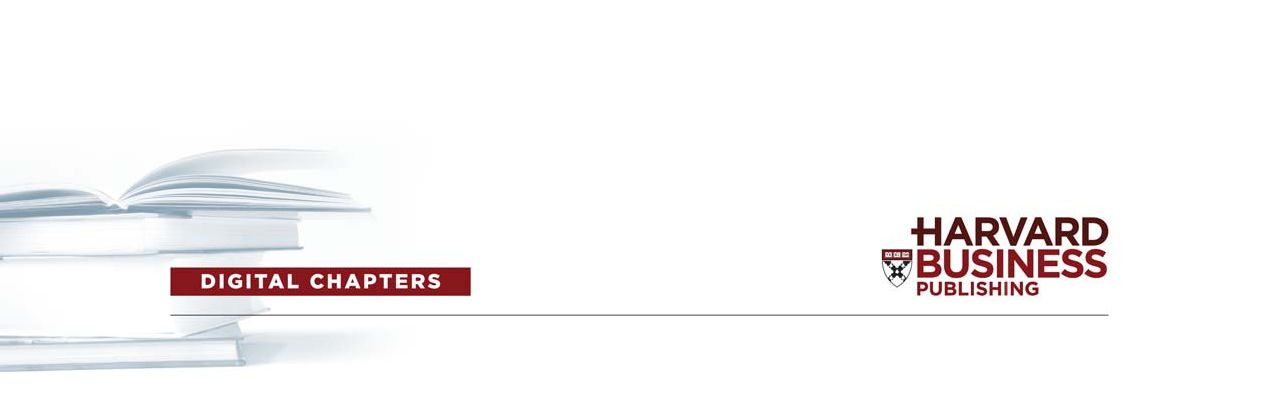 DIGITAL CHAPTERS
HARVARD
BUSINESS
PUBLISHING